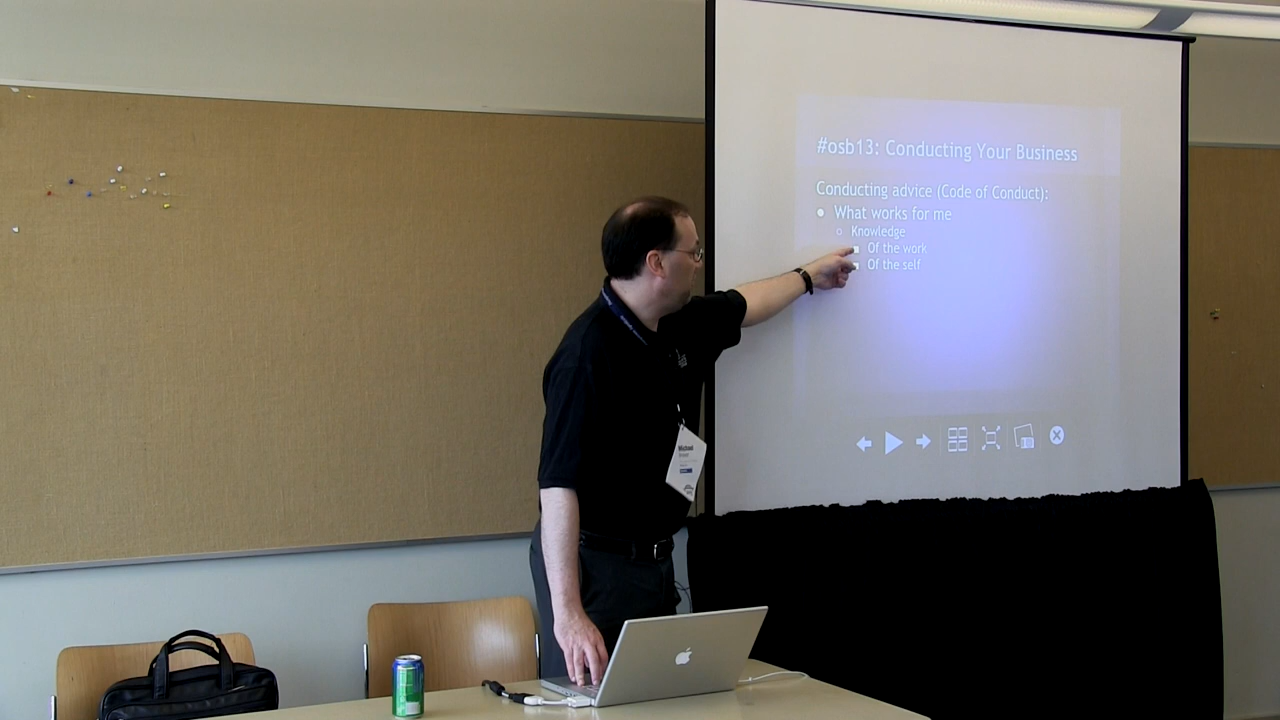 #osb13: Conducting Your Business
Conducting advice (Code of Conduct):
What works for me
Knowledge
Of the work
Of the self
Michael